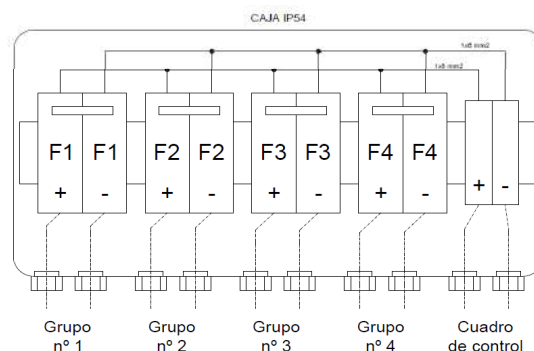 CAJA IP54
1x6 mm2
1x6 mm2
F1 F1 F2 F2 F3 F3 F4 F4
+ - + - + - + - + -
Grupo Grupo Grupo Grupo Cuadro
nº 1 nº 2 nº 3 nº 4 de control